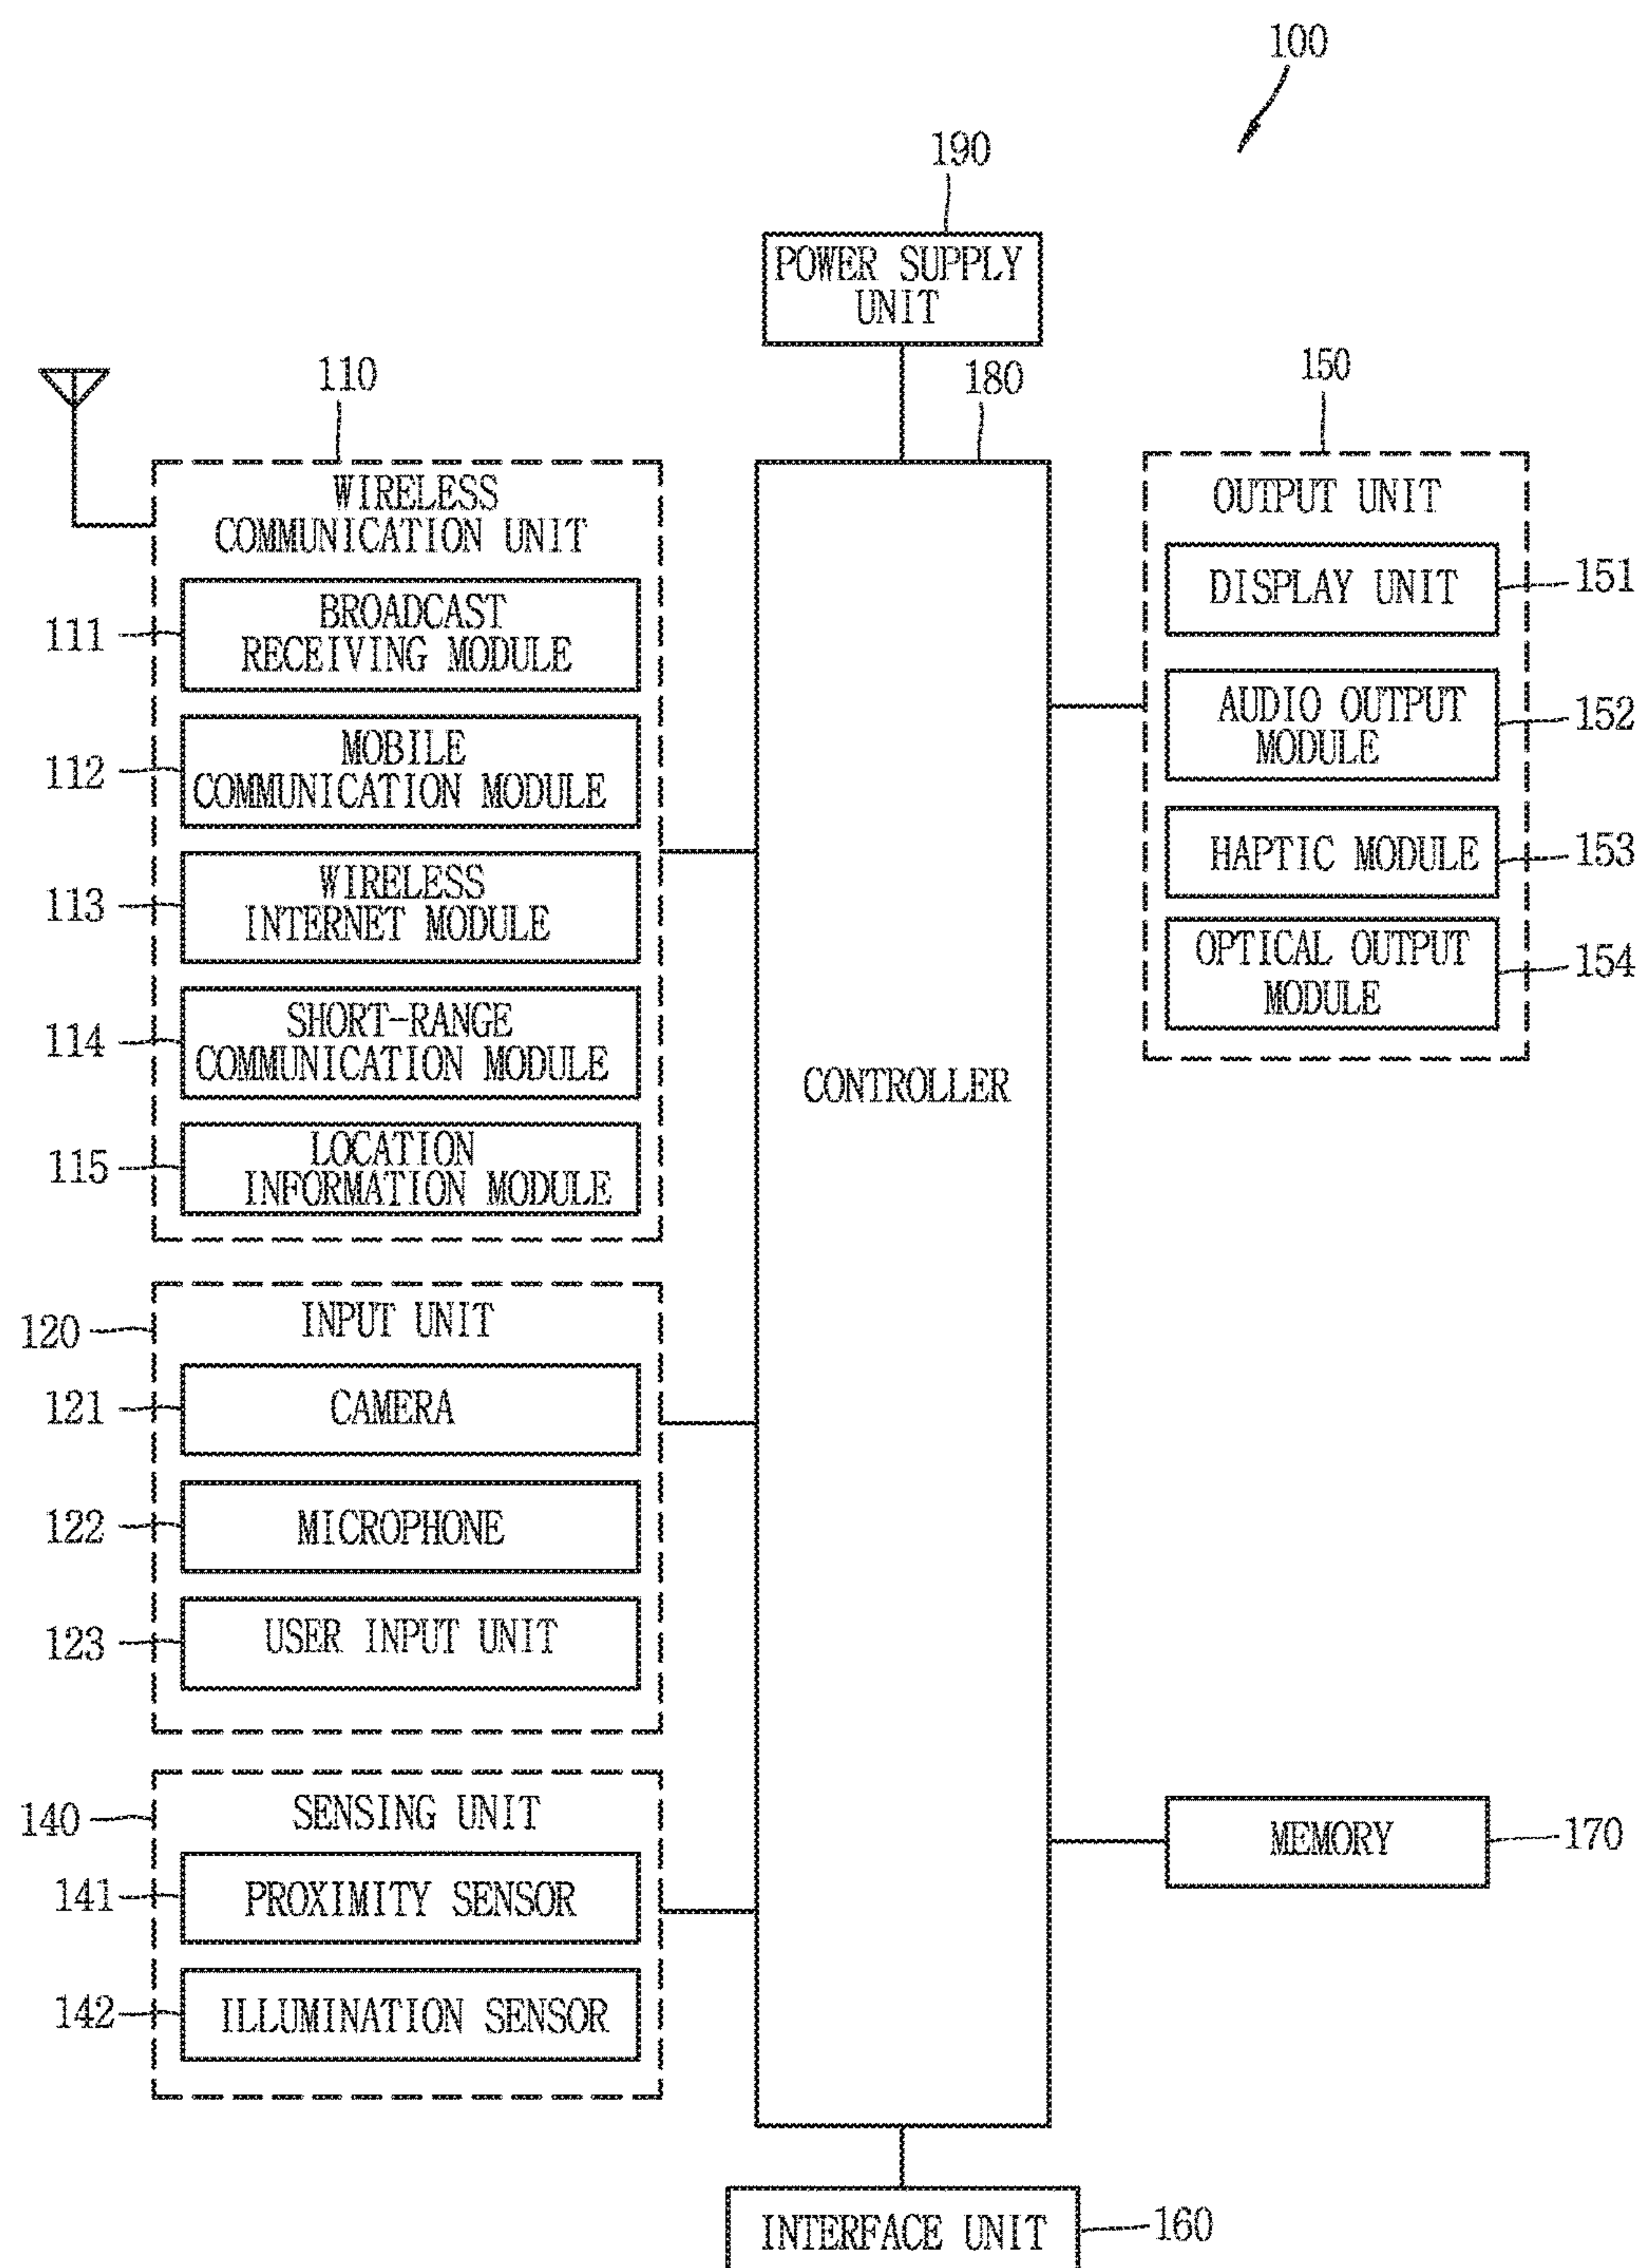 100
190
POWER SUPPLY
UNIT
110
180
150
WIRELESS
COMMUNICATION UNIT
111
BROADCAST
RECEIVING MODULE
112
MOBILE
COMMUNICATION MODULE
113
WIRELESS
INTERNET MODULE
114
SHORT-RANGE
COMMUNICATION MODULE
115
LOCATION
INFORMATION MODULE
120
INPUT UNIT
121
CAMERA
122
MICROPHONE
123
USER INPUT UNIT
140
SENSING UNIT
141
PROXIMITY SENSOR
142
ILLUMINATION SENSOR
CONTROLLER
OUTPUT UNIT
DISPLAY UNIT
151
AUDIO OUTPUT
MODULE
152
HAPTIC MODULE
153
OPTICAL OUTPUT
MODULE
154
MEMORY
170
INTERFACE UNIT
160